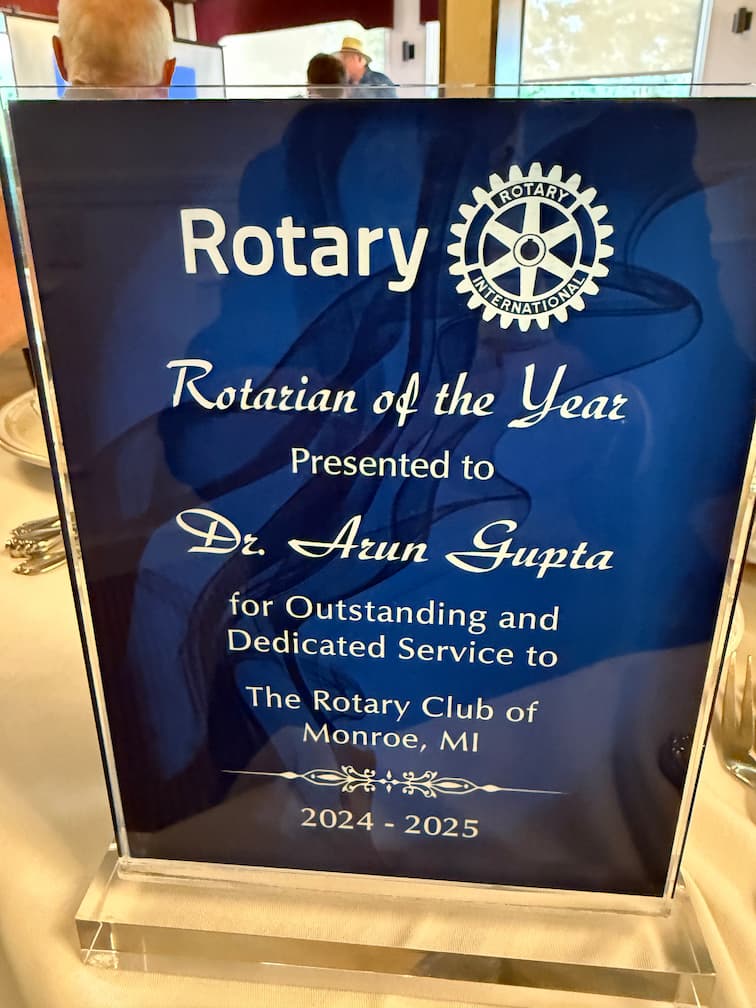 Rotary
ROTARY
INTERNATIONAL
Rotarian of the Year
Presented to
Dr. Arun Gupta
for Outstanding and
Dedicated Service to
The Rotary Club of
Monroe, MI
2024 - 2025